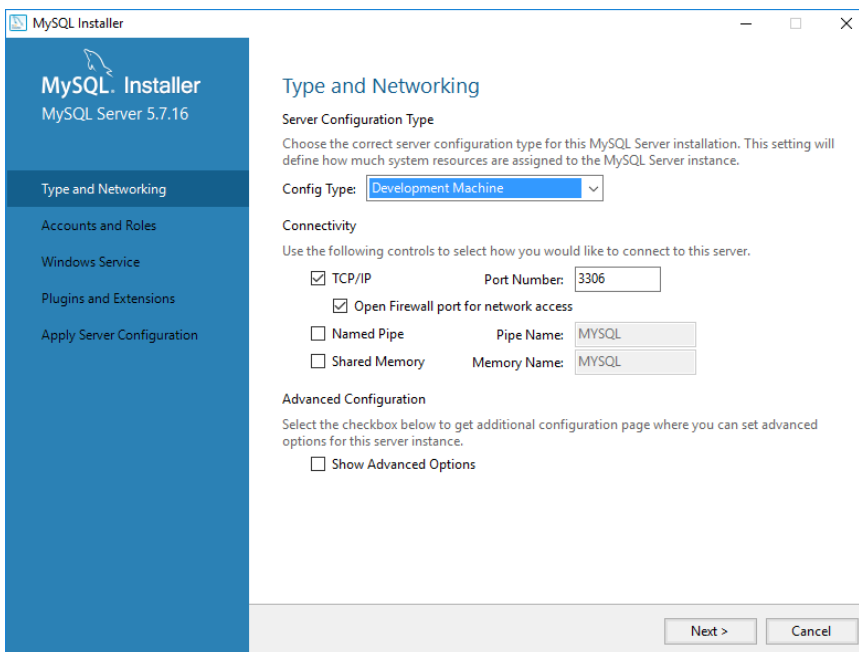 MySQL Installer
MySQL. Installer
MySQL Server 5.7.16
Type and Networking
Accounts and Roles
Windows Service
Plugins and Extensions
Apply Server Configuration
Type and Networking
Server Configuration Type
Choose the correct server configuration type for this MySQL Server installation. This setting will
define how much system resources are assigned to the MySQL Server instance.
Config Type: Development Machine
Connectivity
Use the following controls to select how you would like to connect to this server.
TCP/IP Port Number: 3306
Open Firewall port for network access
Named Pipe Pipe Name: MYSQL
Shared Memory Memory Name: MYSQL
Advanced Configuration
Select the checkbox below to get additional configuration page where you can set advanced
options for this server instance.
Show Advanced Options
Next > Cancel